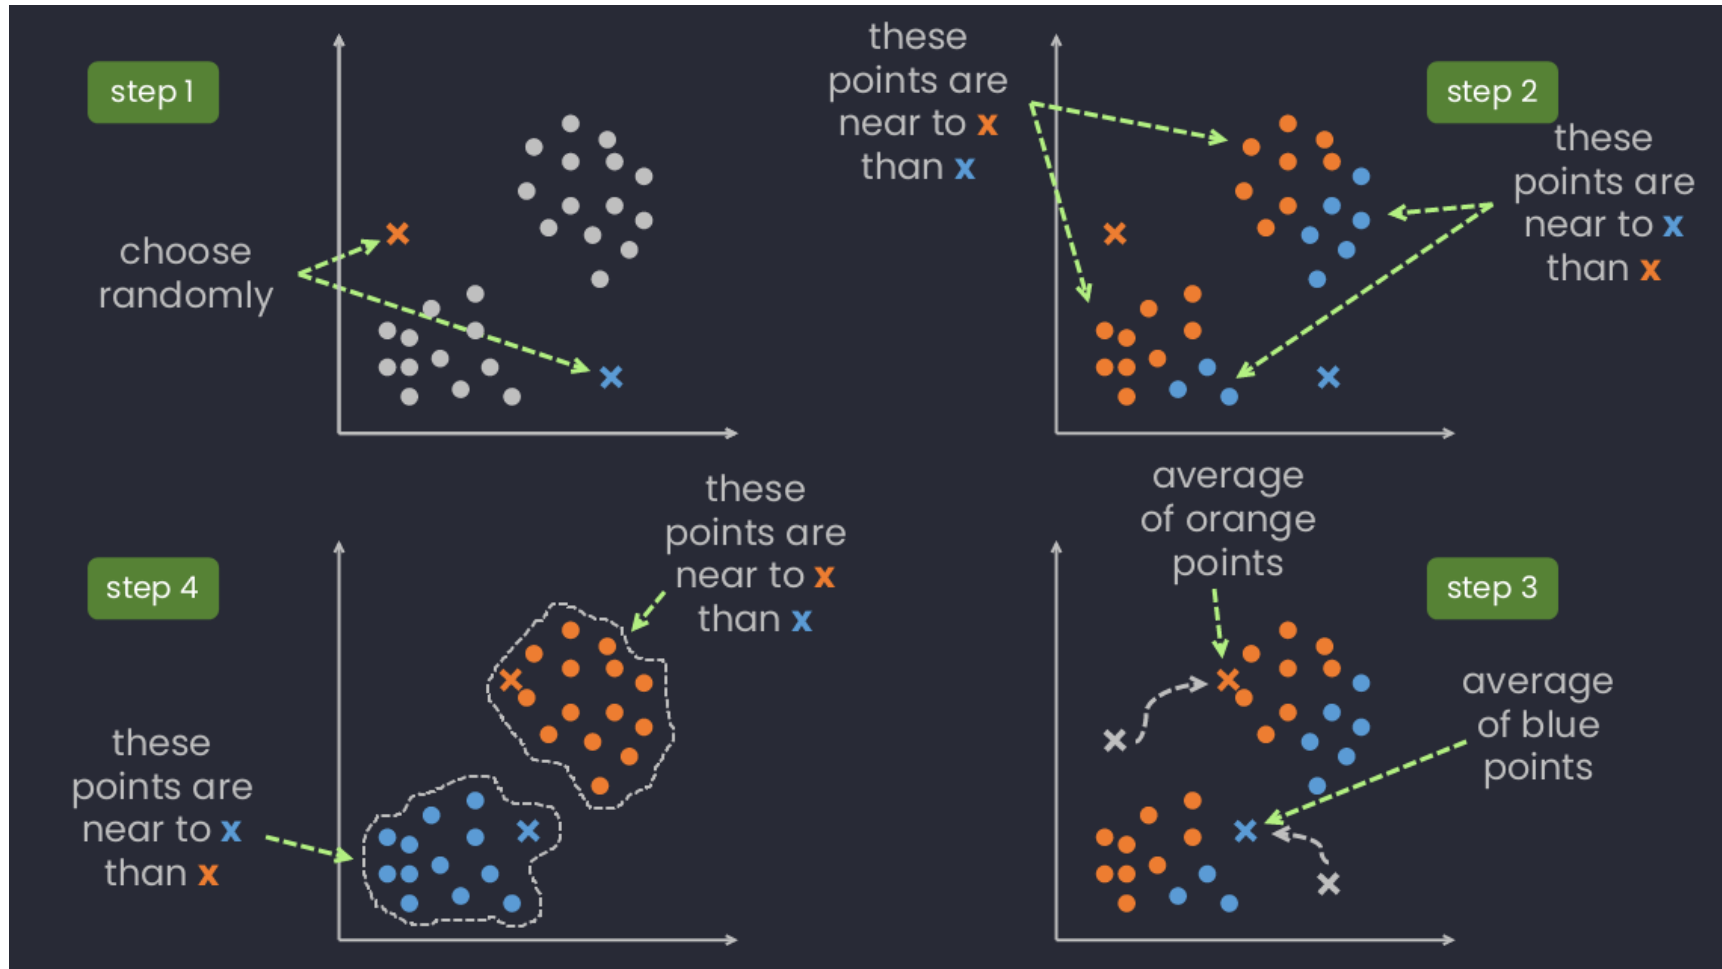 step 1
choose
randomly
these
points are
near to x
than x
step 2
these
points are
near to x
than x
step 4
these
points are
near to x
than x
these
points are
near to x
than x
average
of orange
points
step 3
average
of blue
points